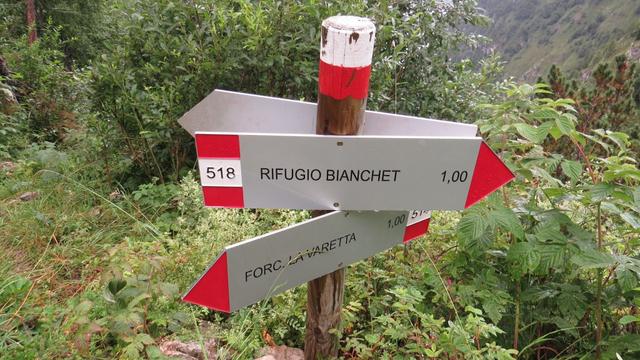 518 RIFUGIO BIANCHET 1,00
FORC. LA VARETTA 1,00